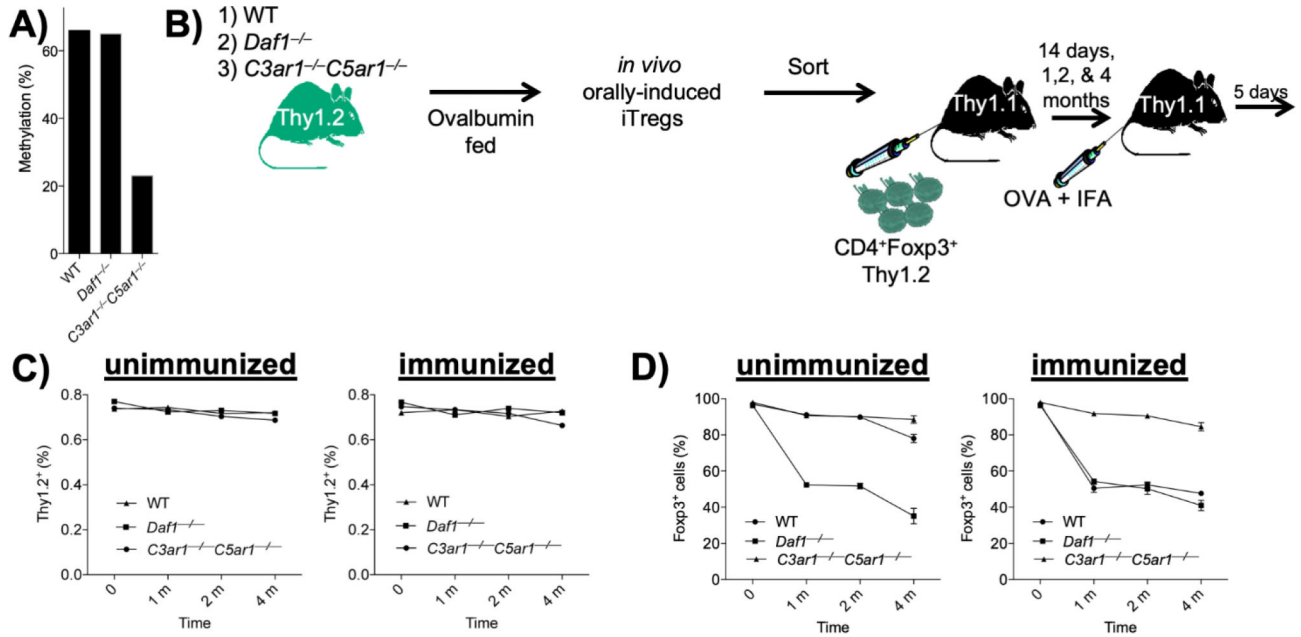 A)
Methylation (%)
60
40
20
0
WT
Daf1–/–
C3ar1–/–C5ar1–/–
B)
1) WT
2) Daf1–/–
3) C3ar1–/–C5ar1–/–
Thy1.2
Ovalbumin
fed
in vivo
orally-induced
iTregs
Sort
Thy1.1
CD4+Foxp3+
Thy1.2
14 days,
1,2, & 4
months
OVA + IFA
Thy1.1
5 days
C)
unimmunized
Thy1.2+ (%)
0.8
0.6
0.4
0.2
0.0
WT
Daf1–/–
C3ar1–/–C5ar1–/–
0
1 m
2 m
4 m
Time
immunized
Thy1.2+ (%)
0.8
0.6
0.4
0.2
0.0
WT
Daf1–/–
C3ar1–/–C5ar1–/–
0
1 m
2 m
4 m
Time
D)
unimmunized
Foxp3+ cells (%)
100
80
60
40
20
0
WT
Daf1–/–
C3ar1–/–C5ar1–/–
0
1 m
2 m
4 m
Time
immunized
Foxp3+ cells (%)
100
80
60
40
20
0
WT
Daf1–/–
C3ar1–/–C5ar1–/–
0
1 m
2 m
4 m
Time